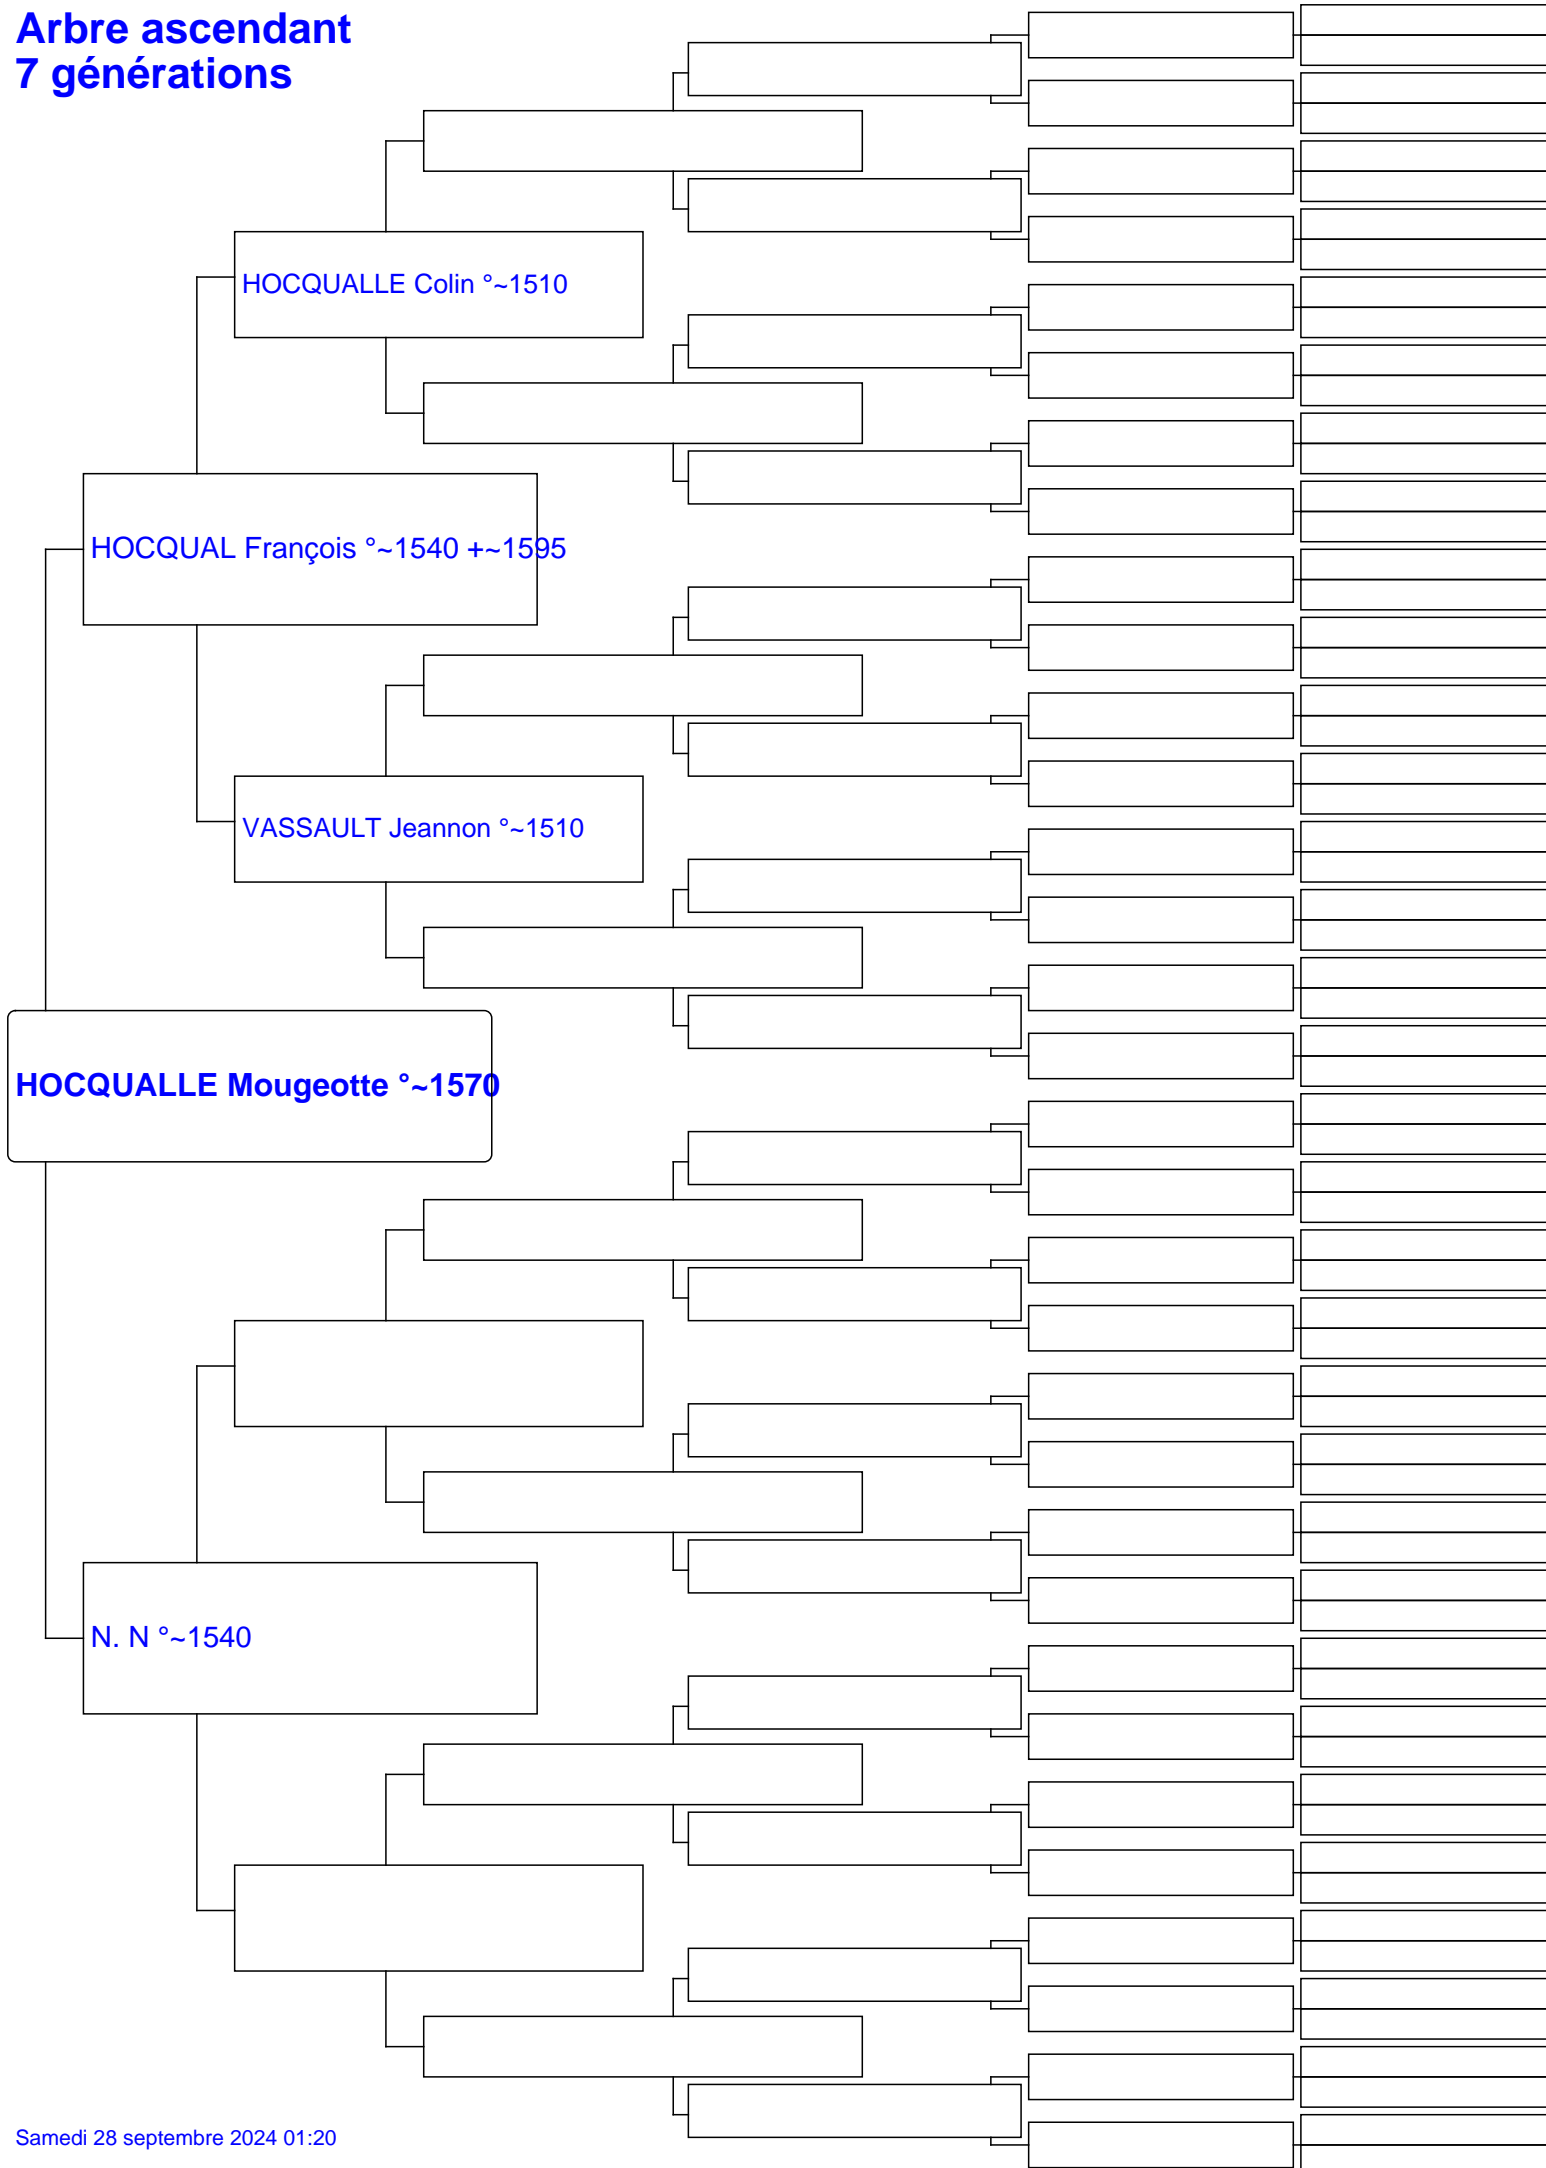 Arbre ascendant
7 générations
HOCQUALLE Colin °~1510
HOCQUAL François °~1540 +~1595
VASSAULT Jeannon °~1510
HOCQUALLE Mougeotte °~1570
N. N °~1540
Samedi 28 septembre 2024 01:20